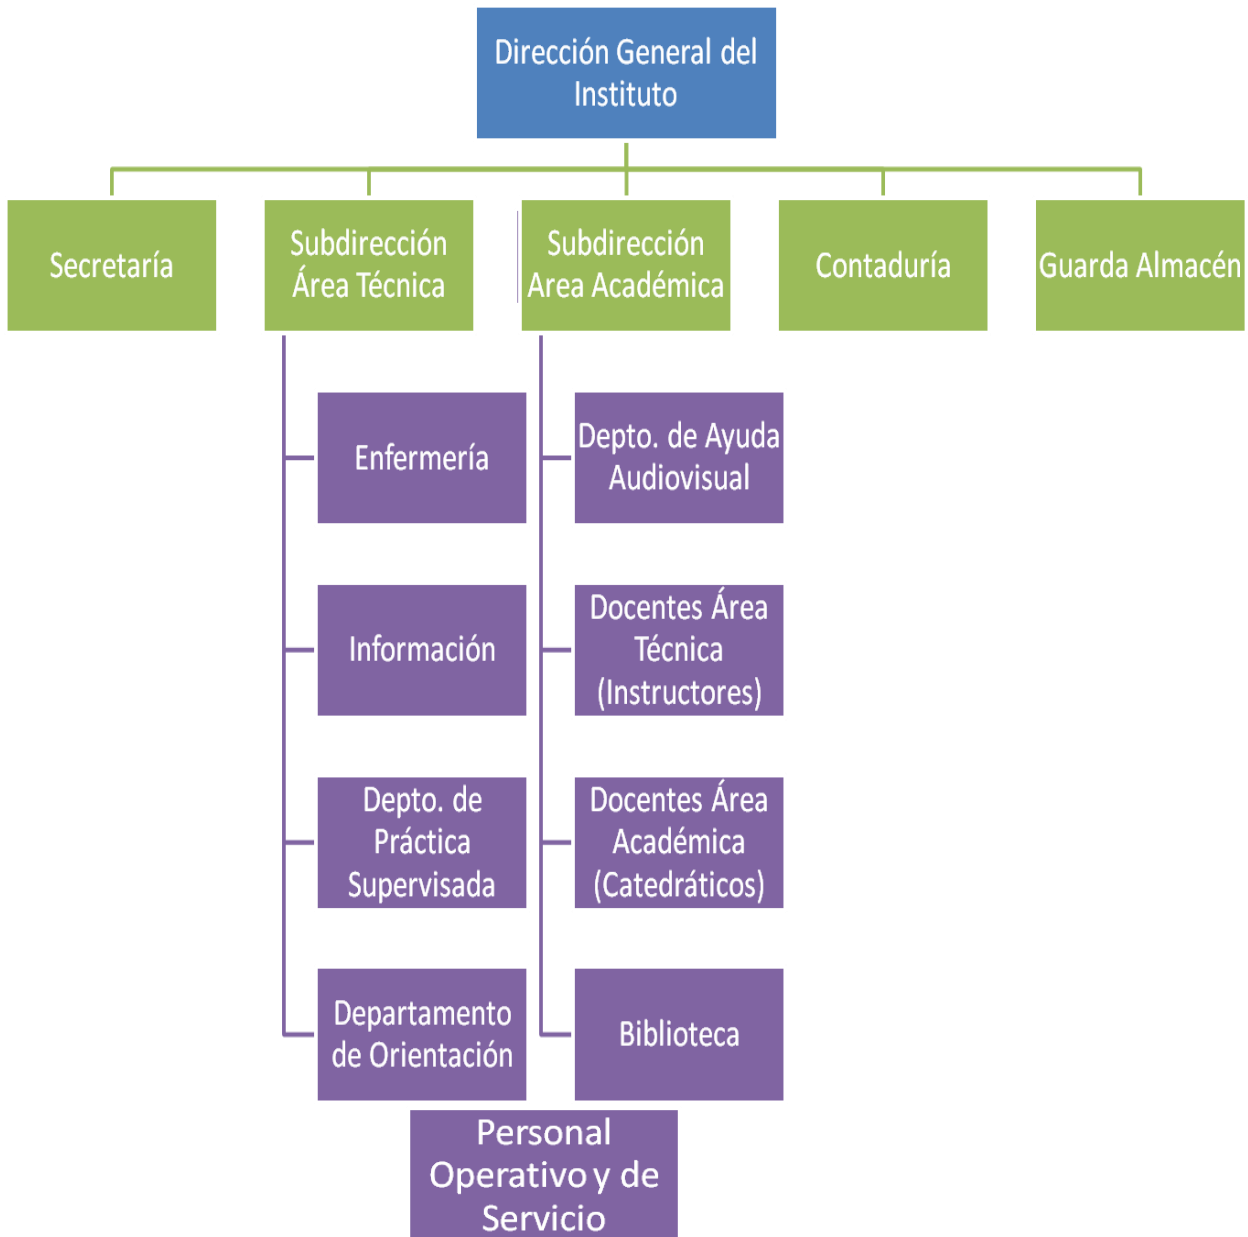 Dirección General del
Instituto
Secretaría
Subdirección
Área Técnica
Subdirección
Area Académica
Contaduría
Guarda Almacén
Enfermería
Depto. de Ayuda
Audiovisual
Información
Docentes Área
Técnica
(Instructores)
Depto. de
Práctica
Supervisada
Docentes Área
Académica
(Catedráticos)
Departamento
de Orientación
Biblioteca
Personal
Operativo y de
Servicio